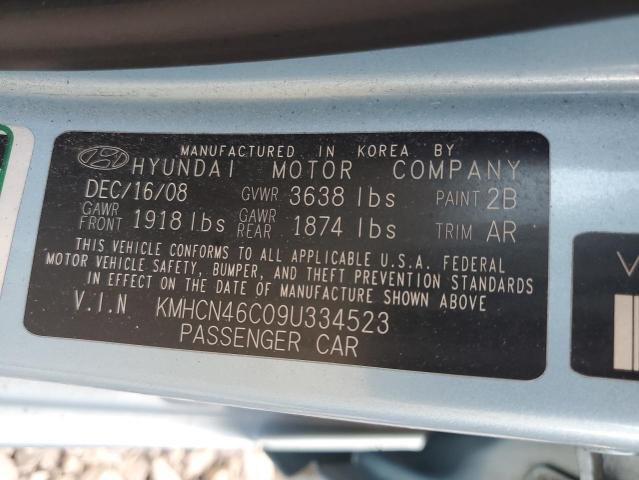 MANUFACTURED IN KOREA BY
HYUNDAI MOTOR COMPANY
DEC/16/08 GVWR 3638 lbs PAINT 2B
GAWR FRONT 1918 lbs GAWR REAR 1874 lbs TRIM AR
THIS VEHICLE CONFORMS TO ALL APPLICABLE U.S.A. FEDERAL
MOTOR VEHICLE SAFETY, BUMPER, AND THEFT PREVENTION STANDARDS
IN EFFECT ON THE DATE OF MANUFACTURE SHOWN ABOVE
V.I.N KMHCN46C09U334523
PASSENGER CAR
V